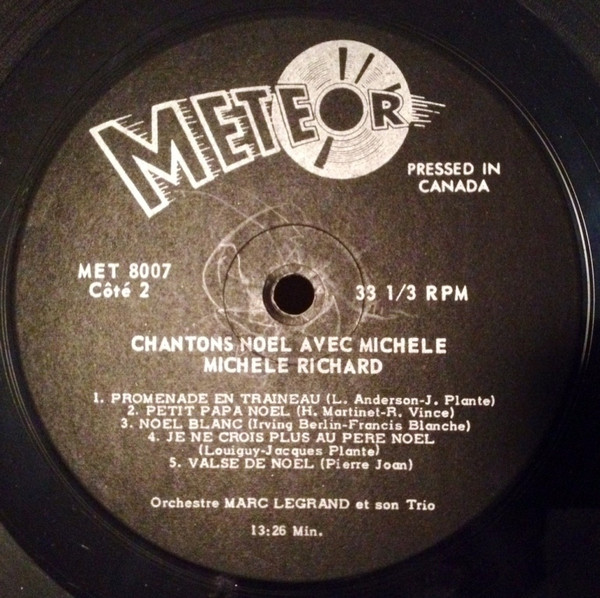 METEOR
PRESSED IN
CANADA
MET 8007
Côté 2
33 1/3 RPM
CHANTONS NOEL AVEC MICHELE
MICHELE RICHARD
1. PROMENADE EN TRAINEAU (L. Anderson-J. Plante)
2. PETIT PAPA NOEL (H. Martinet-R. Vince)
3. NOEL BLANC (Irving Berlin-Francis Blanche)
4. JE NE CROIS PLUS AU PERE NOEL
(Louiguy-Jacques Plante)
5. VALSE DE NOEL (Pierre Joan)
Orchestre MARC LEGRAND et son Trio
13:26 Min.